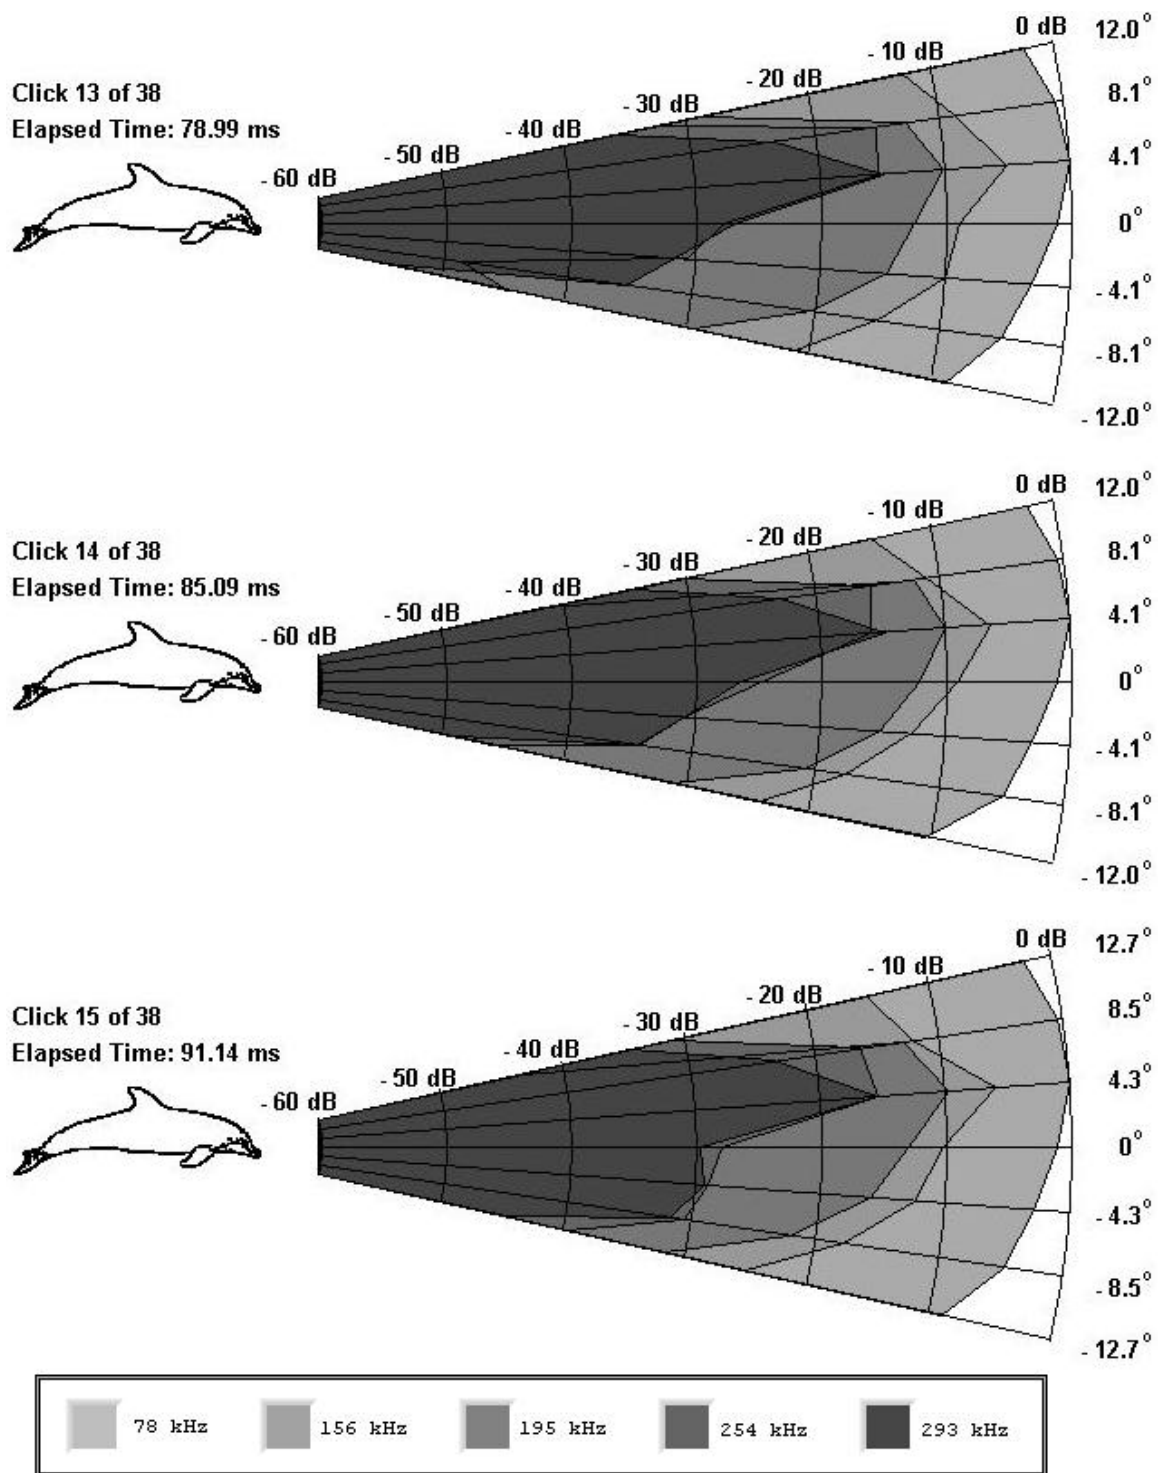 0 dB 12.0°
- 10 dB
- 20 dB 8.1°
Click 13 of 38
- 30 dB
Elapsed Time: 78.99 ms
- 40 dB
- 50 dB 4.1°
- 60 dB
0°
- 4.1°
- 8.1°
- 12.0°
0 dB 12.0°
- 10 dB
- 20 dB 8.1°
Click 14 of 38
- 30 dB
Elapsed Time: 85.09 ms
- 40 dB
- 50 dB 4.1°
- 60 dB
0°
- 4.1°
- 8.1°
- 12.0°
0 dB 12.7°
- 10 dB
- 20 dB 8.5°
Click 15 of 38
- 30 dB
Elapsed Time: 91.14 ms
- 40 dB
- 50 dB 4.3°
- 60 dB
0°
- 4.3°
- 8.5°
- 12.7°
78 kHz 156 kHz 195 kHz 254 kHz 293 kHz